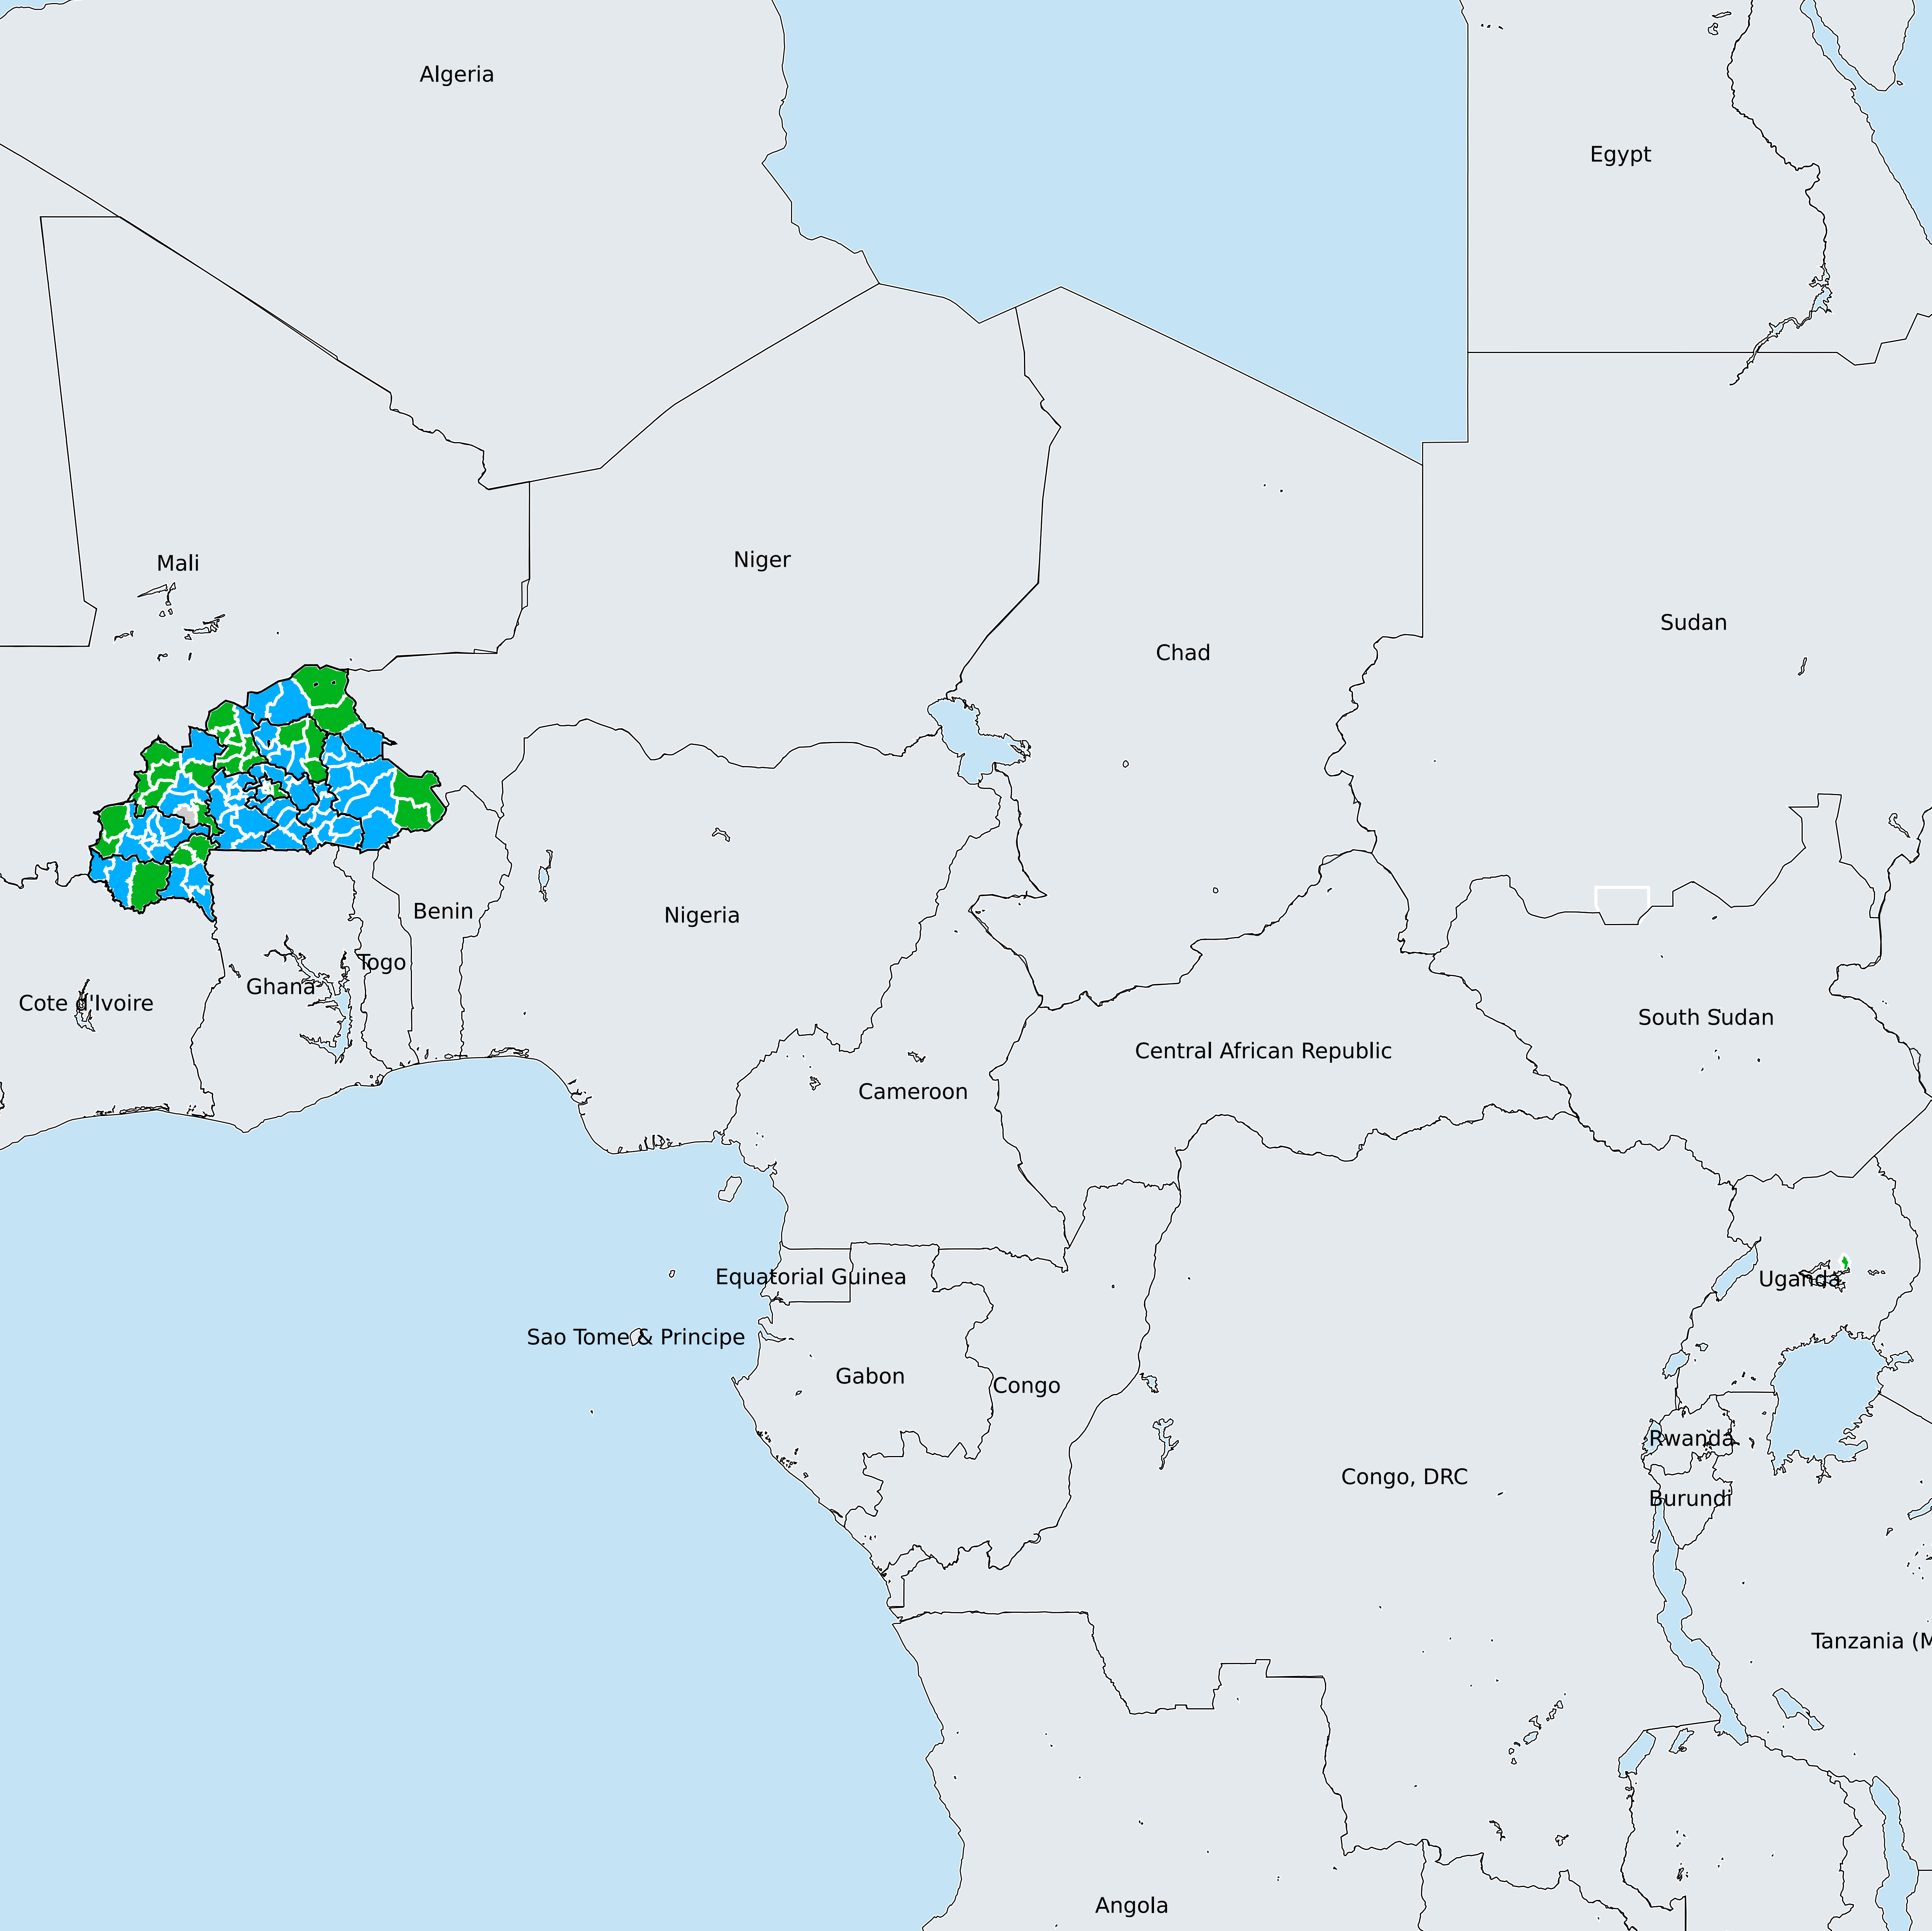 Algeria
Egypt
Niger
Mali
Sudan
Chad
Benin
Nigeria
Togo
Ghana
Cote d'Ivoire
South Sudan
Central African Republic
Cameroon
Equatorial Guinea
Uganda
Sao Tome & Principe
Gabon
Congo
Rwanda
Congo, DRC
Burundi
Tanzania (M
Angola